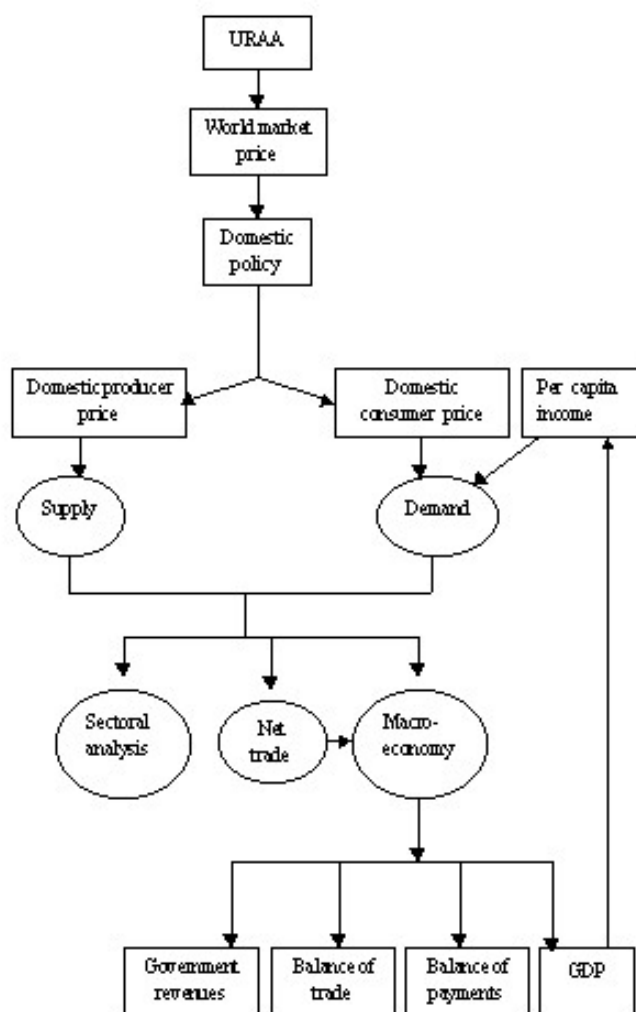 URAA
World market
price
Domestic
policy
Domestic producer
price
Domestic
consumer price
Per capita
income
Supply
Demand
Sectoral
analysis
Net
trade
Macro-
economy
Government
revenues
Balance of
trade
Balance of
payments
GDP